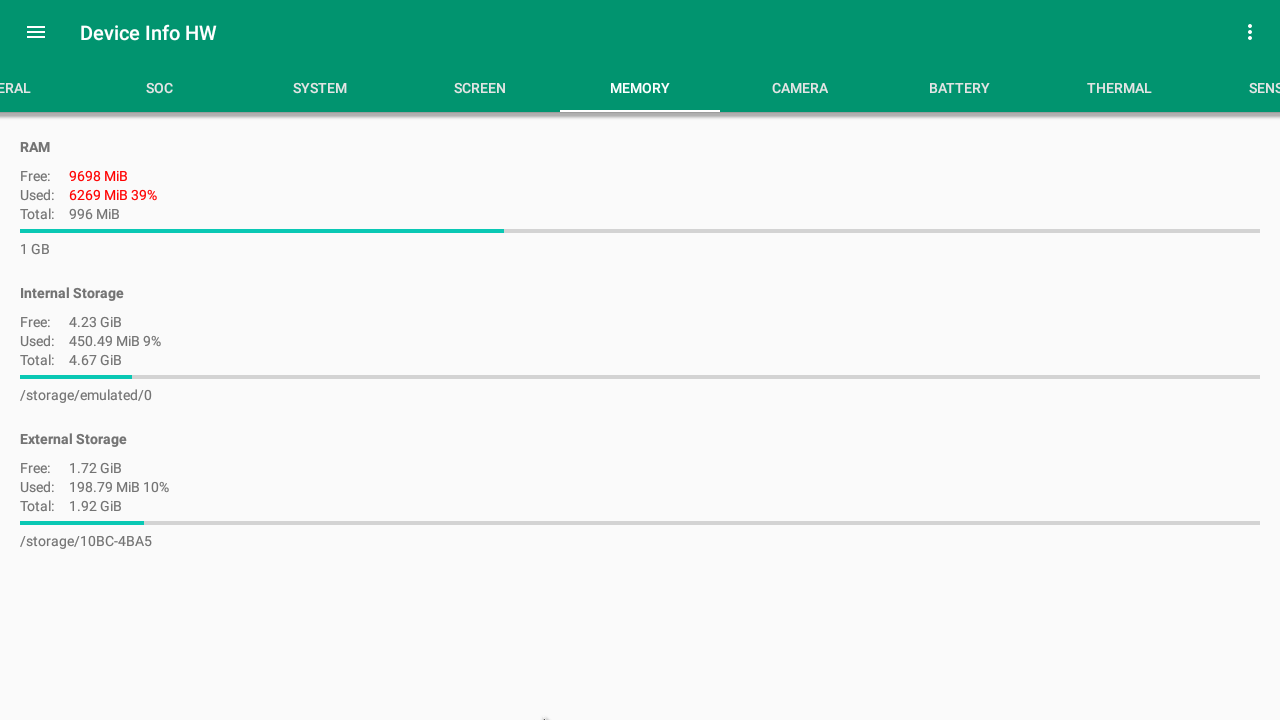 Device Info HW
ERAL SOC SYSTEM SCREEN MEMORY CAMERA BATTERY THERMAL SENS
RAM
Free: 9698 MiB
Used: 6269 MiB 39%
Total: 996 MiB
1 GB
Internal Storage
Free: 4.23 GiB
Used: 450.49 MiB 9%
Total: 4.67 GiB
/storage/emulated/0
External Storage
Free: 1.72 GiB
Used: 198.79 MiB 10%
Total: 1.92 GiB
/storage/10BC-4BA5